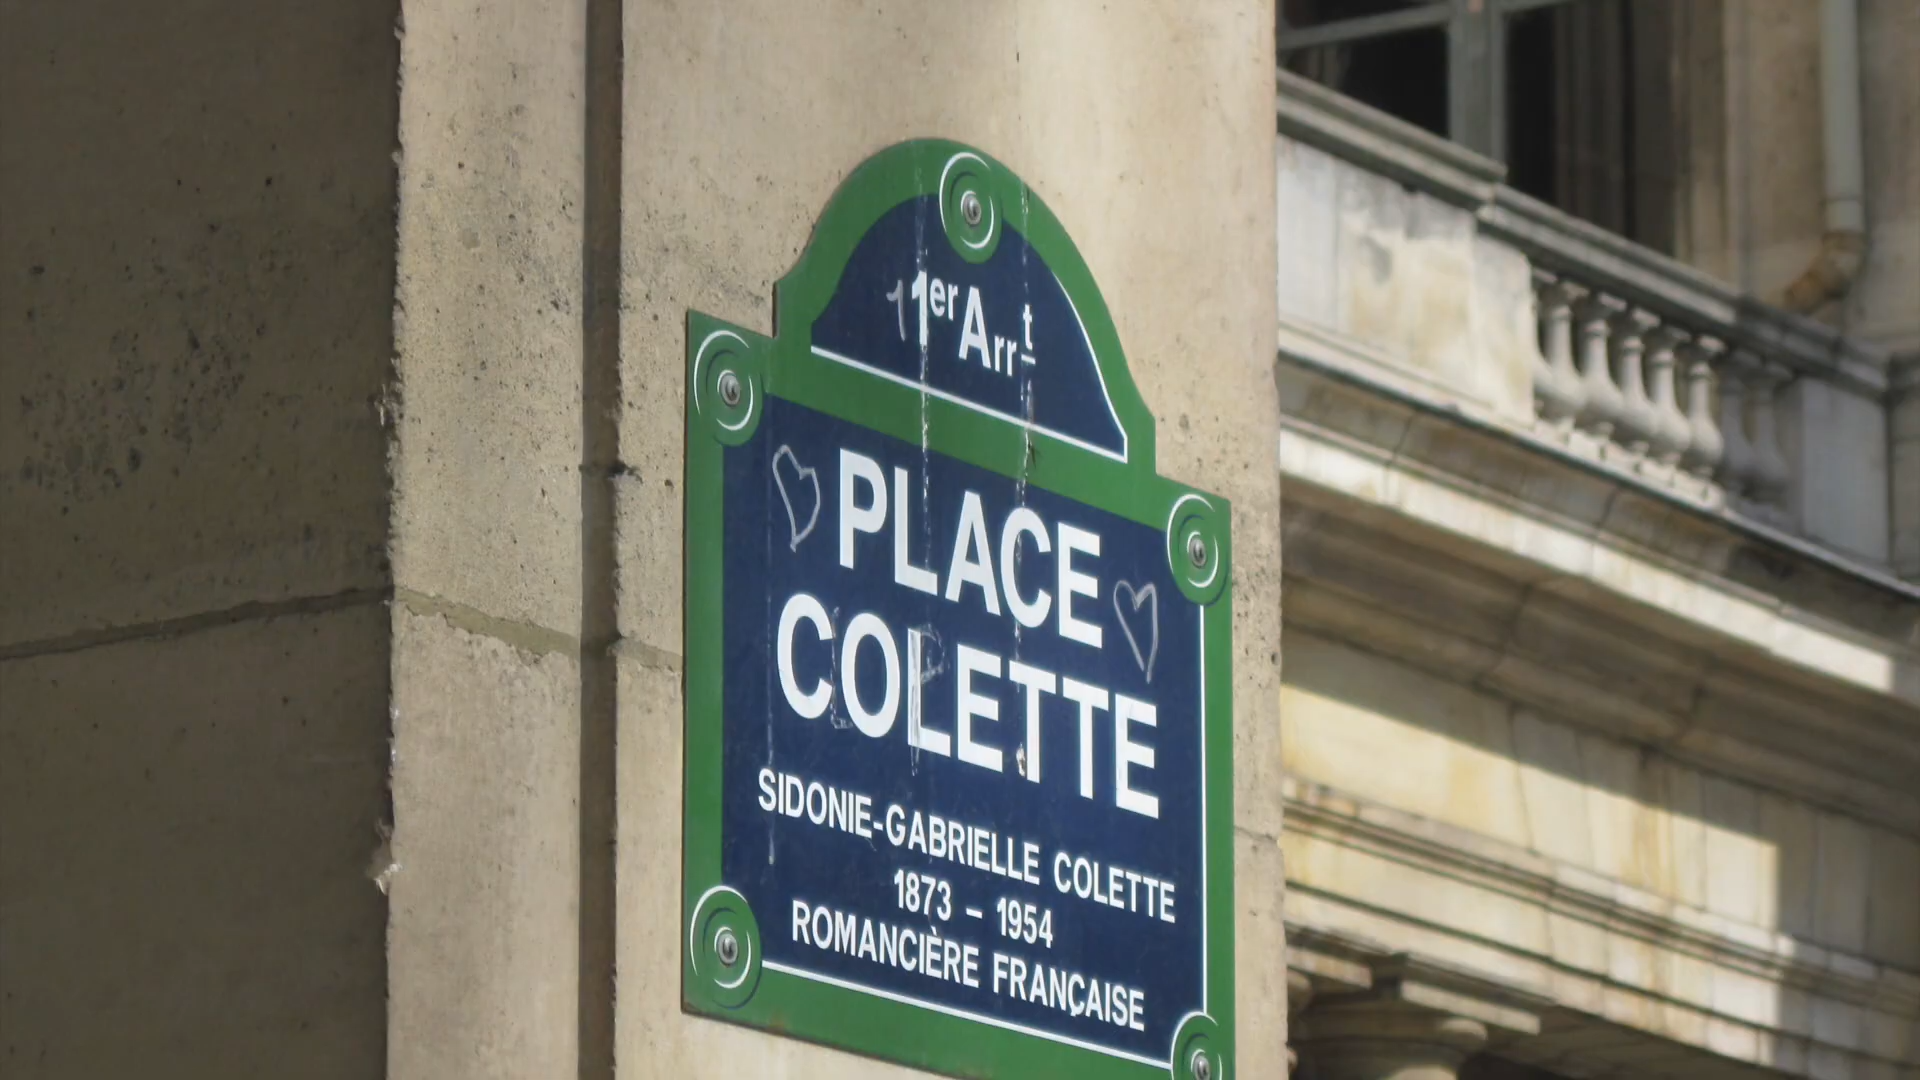 1er Arrt
PLACE
COLETTE
SIDONIE-GABRIELLE COLETTE
1873 – 1954
ROMANCIÈRE FRANÇAISE